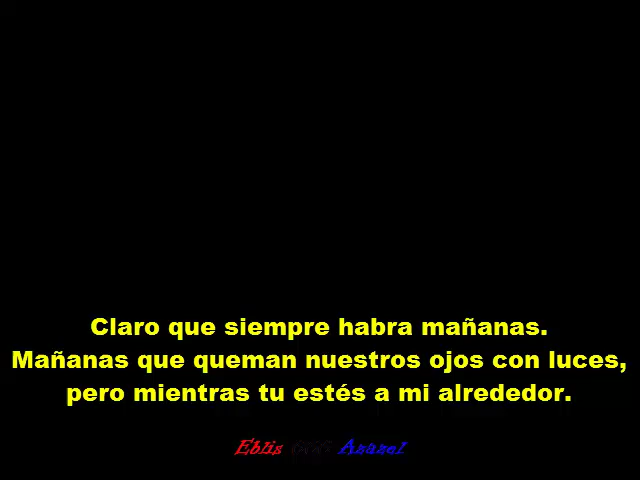 Claro que siempre habra mañanas.
Mañanas que queman nuestros ojos con luces,
pero mientras tu estés a mi alrededor.
Eblis 666 Azazel